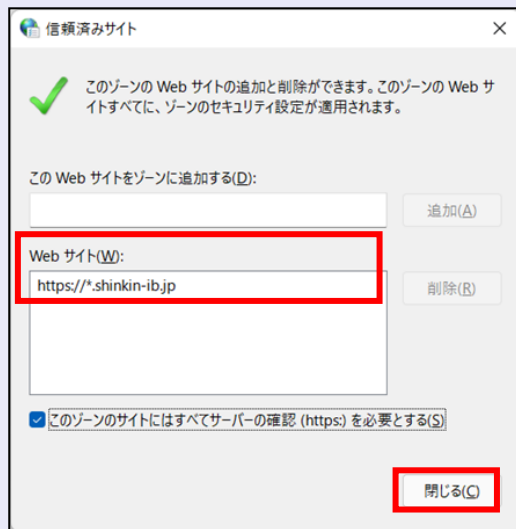 信頼済みサイト
このゾーンの Web サイトの追加と削除ができます。このゾーンの Web サ
イトすべてに、ゾーンのセキュリティ設定が適用されます。
この Web サイトをゾーンに追加する(D):
追加(A)
Web サイト(W):
https://*.shinkin-ib.jp
削除(R)
このゾーンのサイトにはすべてサーバーの確認 (https:) を必要とする(S)
閉じる(C)